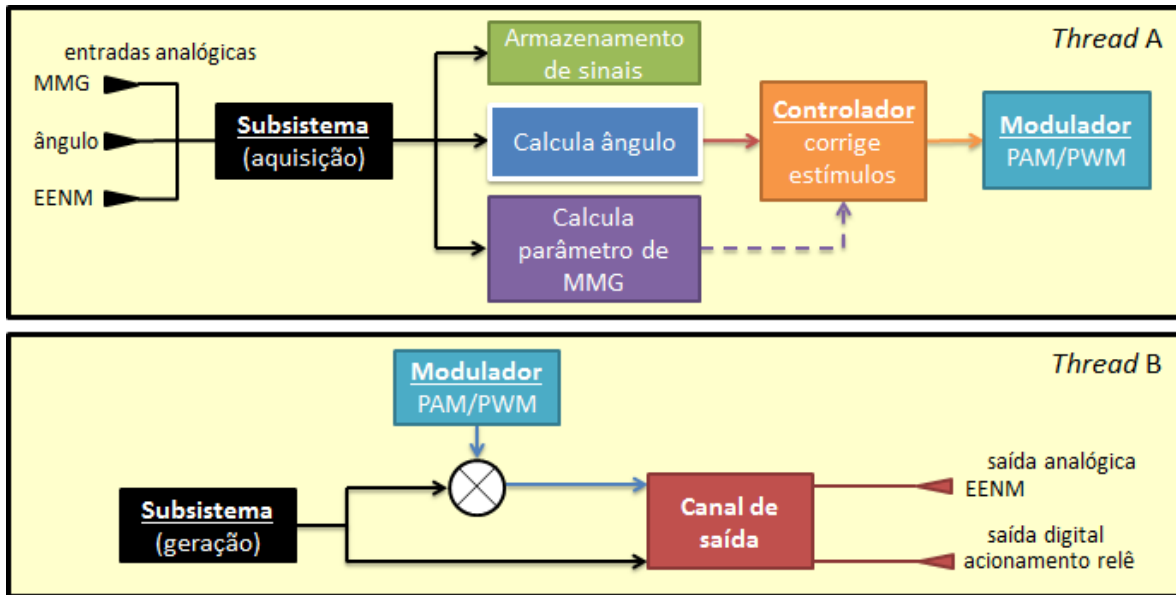 Thread A
entradas analógicas
MMG
ângulo
EENM
Subsistema
(aquisição)
Armazenamento
de sinais
Calcula ângulo
Calcula
parâmetro de
MMG
Controlador
corrige
estímulos
Modulador
PAM/PWM
Thread B
Modulador
PAM/PWM
Subsistema
(geração)
Canal de
saída
saída analógica
EENM
saída digital
acionamento relê